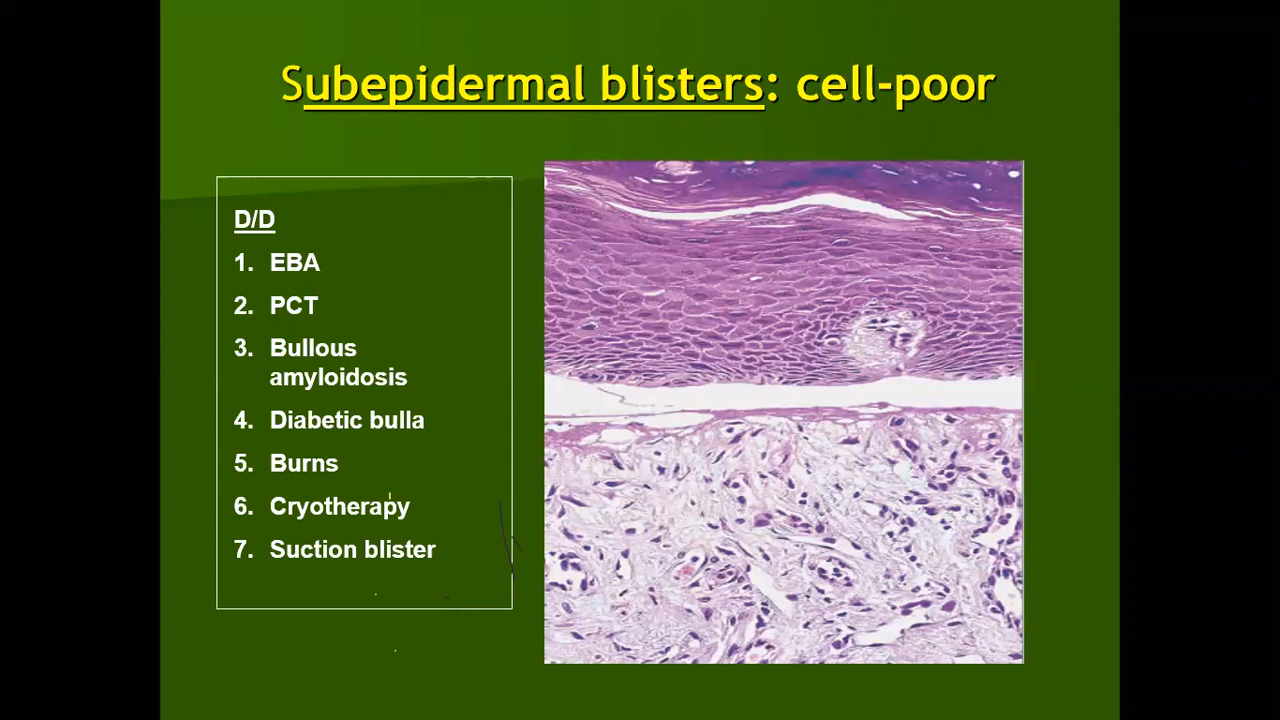 Subepidermal blisters: cell-poor
D/D
1. EBA
2. PCT
3. Bullous
amyloidosis
4. Diabetic bulla
5. Burns
6. Cryotherapy
7. Suction blister